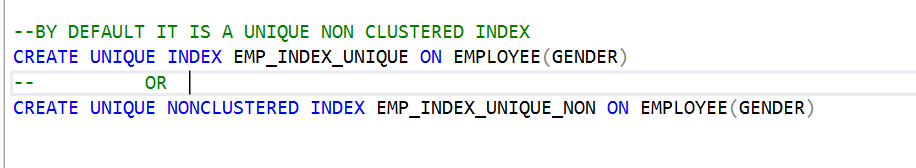 --BY DEFAULT IT IS A UNIQUE NON CLUSTERED INDEX
CREATE UNIQUE INDEX EMP_INDEX_UNIQUE ON EMPLOYEE(GENDER)
-- OR
CREATE UNIQUE NONCLUSTERED INDEX EMP_INDEX_UNIQUE_NON ON EMPLOYEE(GENDER)